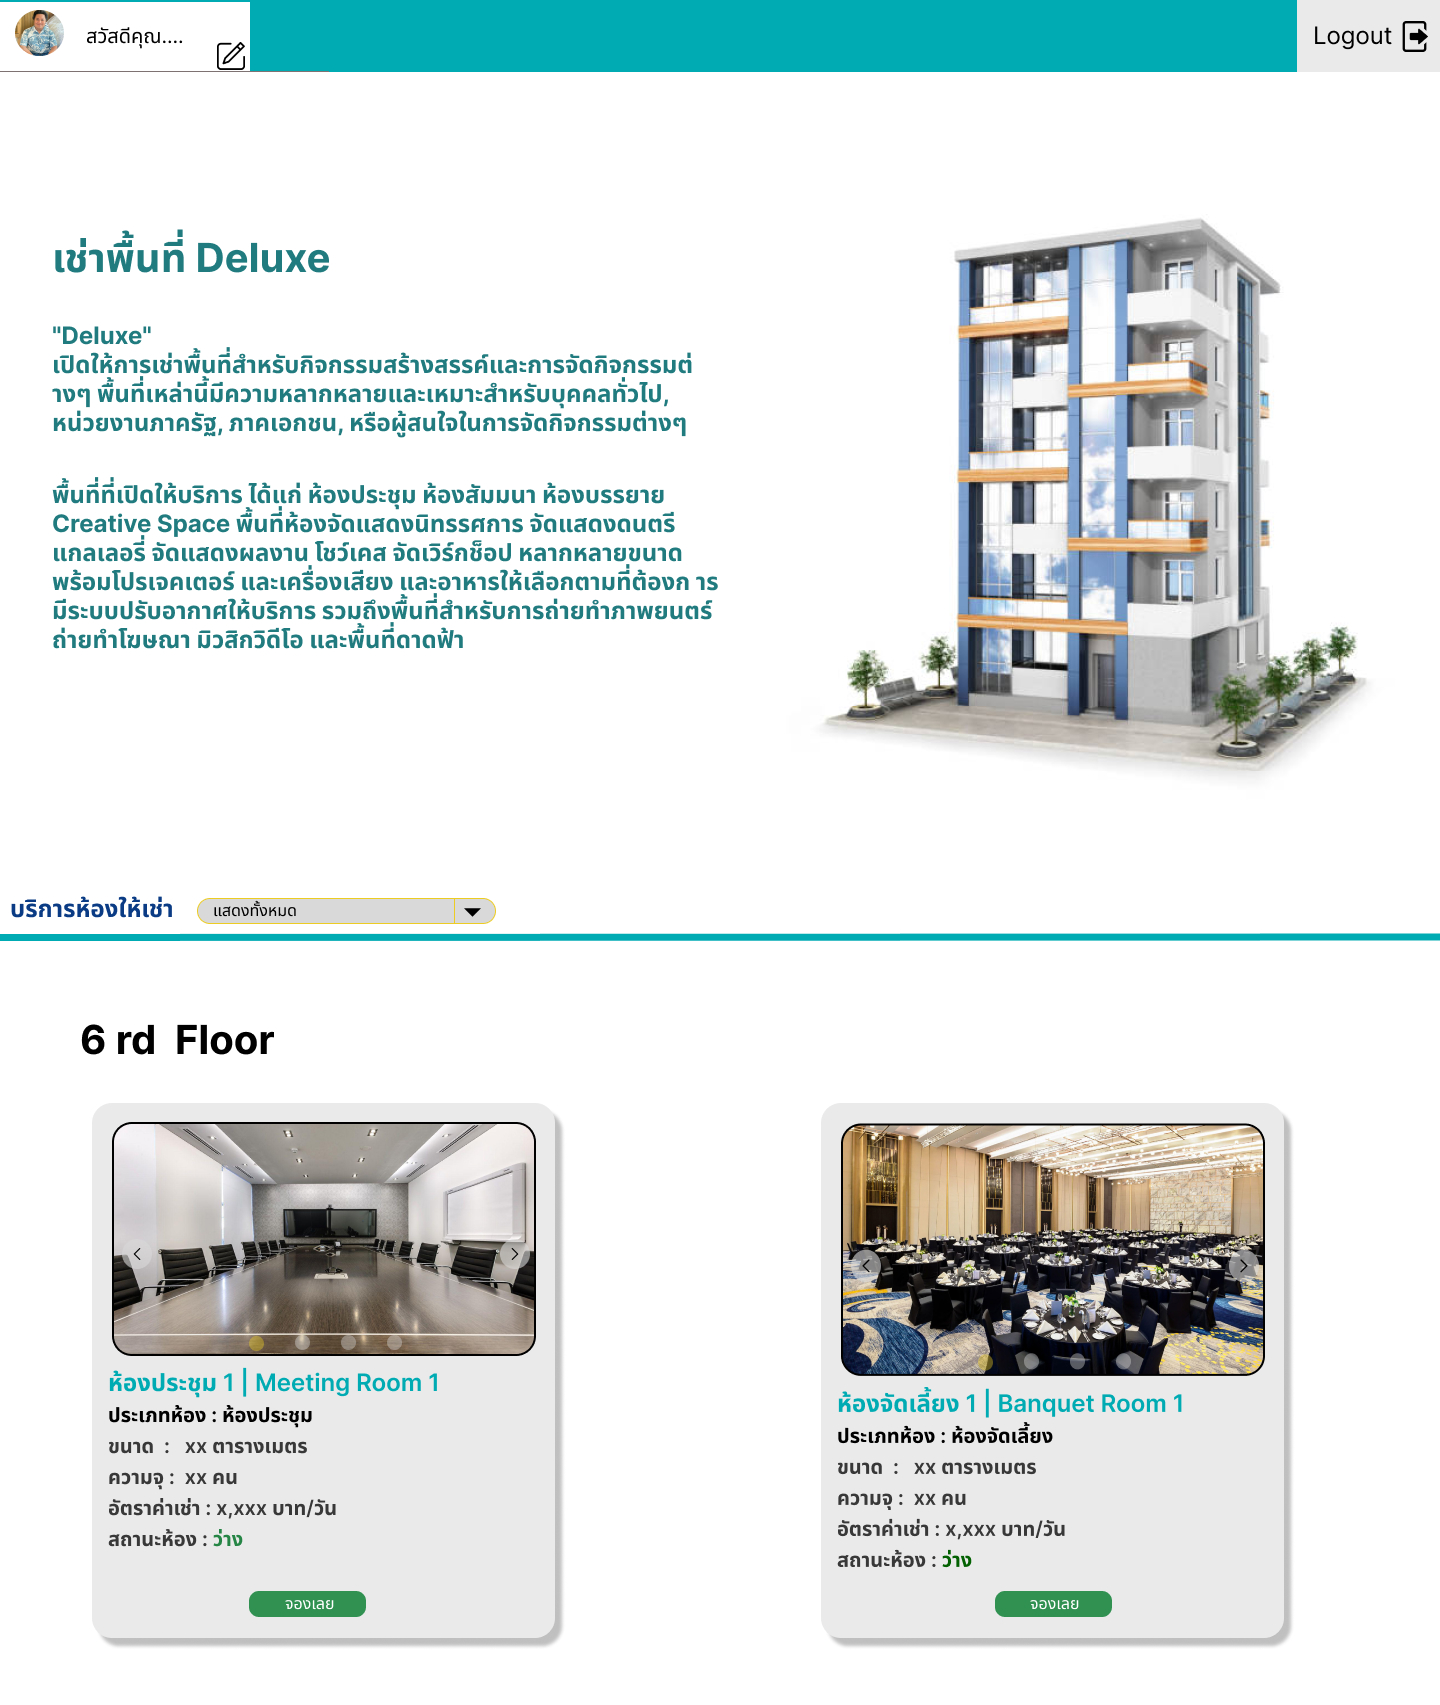 สวัสดีคุณ....
Logout
เช่าพื้นที่ Deluxe
"Deluxe"
เปิดให้การเช่าพื้นที่สำหรับกิจกรรมสร้างสรรค์และการจัดกิจกรรมต่
างๆ พื้นที่เหล่านี้มีความหลากหลายและเหมาะสำหรับบุคคลทั่วไป,
หน่วยงานภาครัฐ, ภาคเอกชน, หรือผู้สนใจในการจัดกิจกรรมต่างๆ
พื้นที่ที่เปิดให้บริการ ได้แก่ ห้องประชุม ห้องสัมมนา ห้องบรรยาย
Creative Space พื้นที่ห้องจัดแสดงนิทรรศการ จัดแสดงดนตรี
แกลเลอรี่ จัดแสดงผลงาน โชว์เคส จัดเวิร์กช็อป หลากหลายขนาด
พร้อมโปรเจคเตอร์ และเครื่องเสียง และอาหารให้เลือกตามที่ต้องก าร
มีระบบปรับอากาศให้บริการ รวมถึงพื้นที่สำหรับการถ่ายทำภาพยนตร์
ถ่ายทำโฆษณา มิวสิกวิดีโอ และพื้นที่ดาดฟ้า
บริการห้องให้เช่า
แสดงทั้งหมด
6 rd Floor
ห้องประชุม 1 | Meeting Room 1
ประเภทห้อง : ห้องประชุม
ขนาด : xx ตารางเมตร
ความจุ : xx คน
อัตราค่าเช่า : x,xxx บาท/วัน
สถานะห้อง : ว่าง
จองเลย
ห้องจัดเลี้ยง 1 | Banquet Room 1
ประเภทห้อง : ห้องจัดเลี้ยง
ขนาด : xx ตารางเมตร
ความจุ : xx คน
อัตราค่าเช่า : x,xxx บาท/วัน
สถานะห้อง : ว่าง
จองเลย